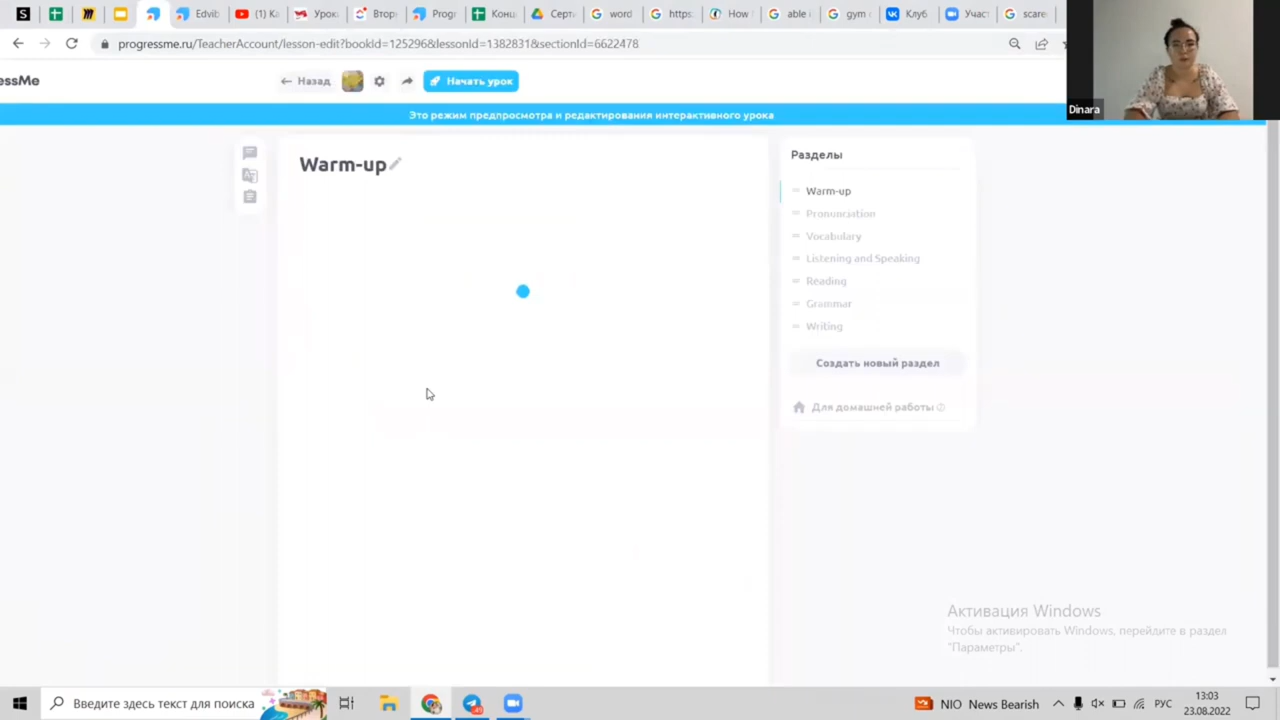 (1) К
Урок
Втор
Progr
Конц
Серти
word
https:
How
able i
gym
Клуб
Участ
scare
Edvib
progressme.ru/TeacherAccount/lesson-edit?bookId=125296&lessonId=1382831&sectionId=6622478
essMe
Назад
Начать урок
Dinara
Это режим предпросмотра и редактирования интерактивного урока
Warm-up
Разделы
Warm-up
Pronunciation
Vocabulary
Listening and Speaking
Reading
Grammar
Writing
Создать новый раздел
Для домашней работы
Активация Windows
Чтобы активировать Windows, перейдите в раздел
"Параметры".
Введите здесь текст для поиска
NIO News Bearish
РУС
13:03
23.08.2022